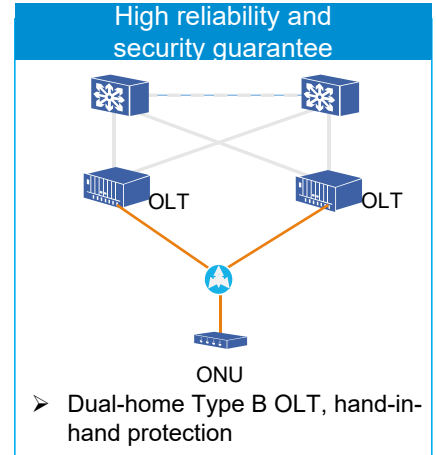 High reliability and
security guarantee
OLT
OLT
ONU
➢ Dual-home Type B OLT, hand-in-
hand protection